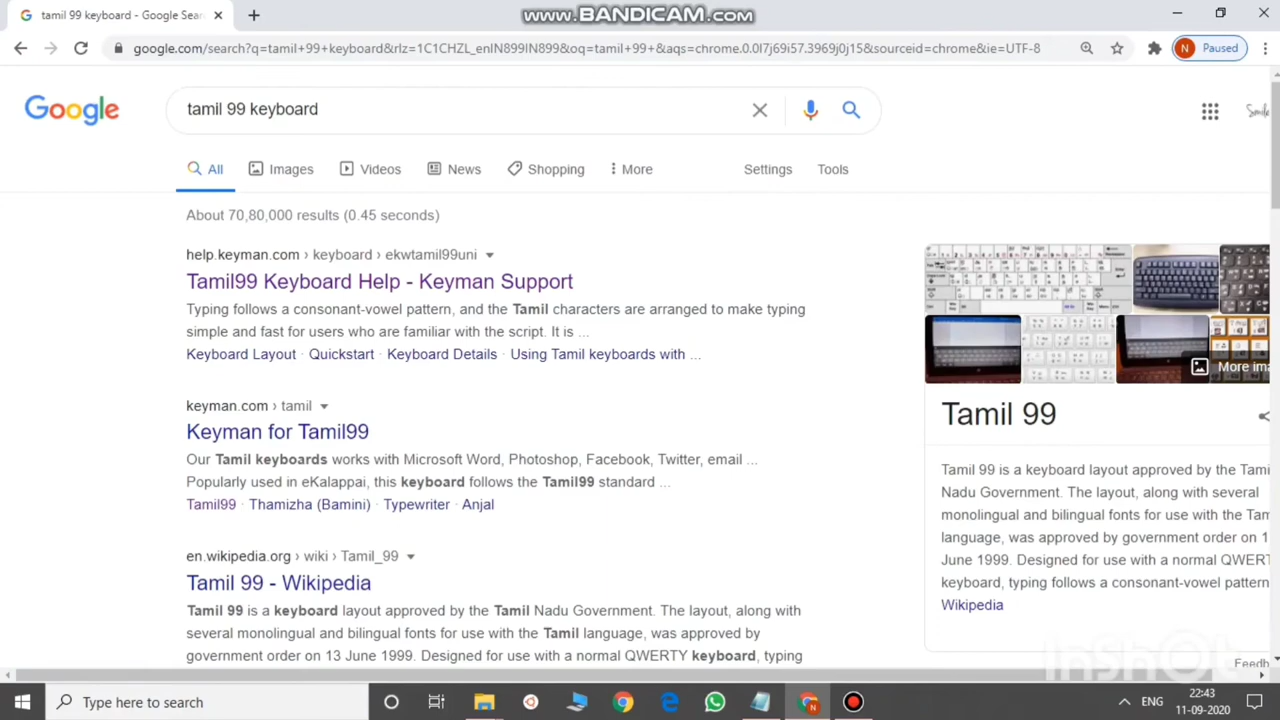 tamil 99 keyboard - Google Sear
www.BANDICAM.com
google.com/search?q=tamil+99+keyboard&rlz=1C1CHZL_enIN899IN899&oq=tamil+99+&aqs=chrome.0.0l7j69i57.3969j0j15&sourceid=chrome&ie=UTF-8
N Paused
Google
tamil 99 keyboard
Smile
All Images Videos News Shopping More Settings Tools
About 70,80,000 results (0.45 seconds)
help.keyman.com › keyboard › ekwtamil99uni
Tamil99 Keyboard Help - Keyman Support
Typing follows a consonant-vowel pattern, and the Tamil characters are arranged to make typing
simple and fast for users who are familiar with the script. It is ...
Keyboard Layout · Quickstart · Keyboard Details · Using Tamil keyboards with ...
keyman.com › tamil
Keyman for Tamil99
Our Tamil keyboards works with Microsoft Word, Photoshop, Facebook, Twitter, email ...
Popularly used in eKalappai, this keyboard follows the Tamil99 standard ...
Tamil99 · Thamizha (Bamini) · Typewriter · Anjal
en.wikipedia.org › wiki › Tamil_99
Tamil 99 - Wikipedia
Tamil 99 is a keyboard layout approved by the Tamil Nadu Government. The layout, along with
several monolingual and bilingual fonts for use with the Tamil language, was approved by
government order on 13 June 1999. Designed for use with a normal QWERTY keyboard, typing
More ima
Tamil 99
Tamil 99 is a keyboard layout approved by the Tami
Nadu Government. The layout, along with several
monolingual and bilingual fonts for use with the Tam
language, was approved by government order on 1
June 1999. Designed for use with a normal QWERT
keyboard, typing follows a consonant-vowel pattern
Wikipedia
Feedb
InShOt
Type here to search
N
ENG
22:43
11-09-2020